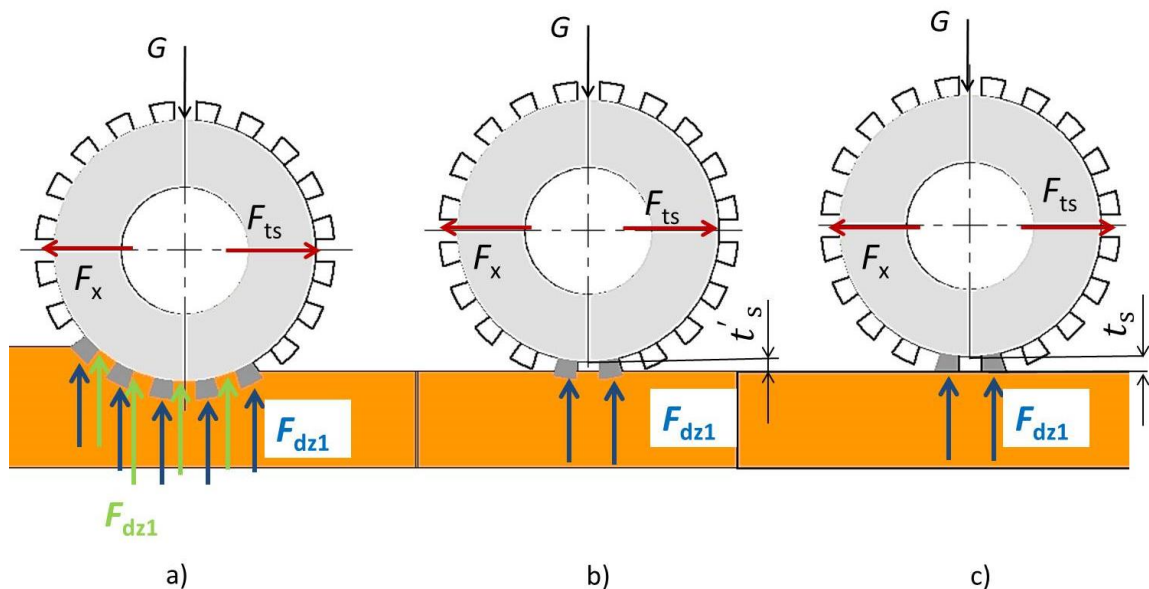 G
F_ts
F_x
F_dz1
F_dz1
a)
G
F_ts
F_x
t'_s
F_dz1
b)
G
F_ts
F_x
t_s
F_dz1
c)